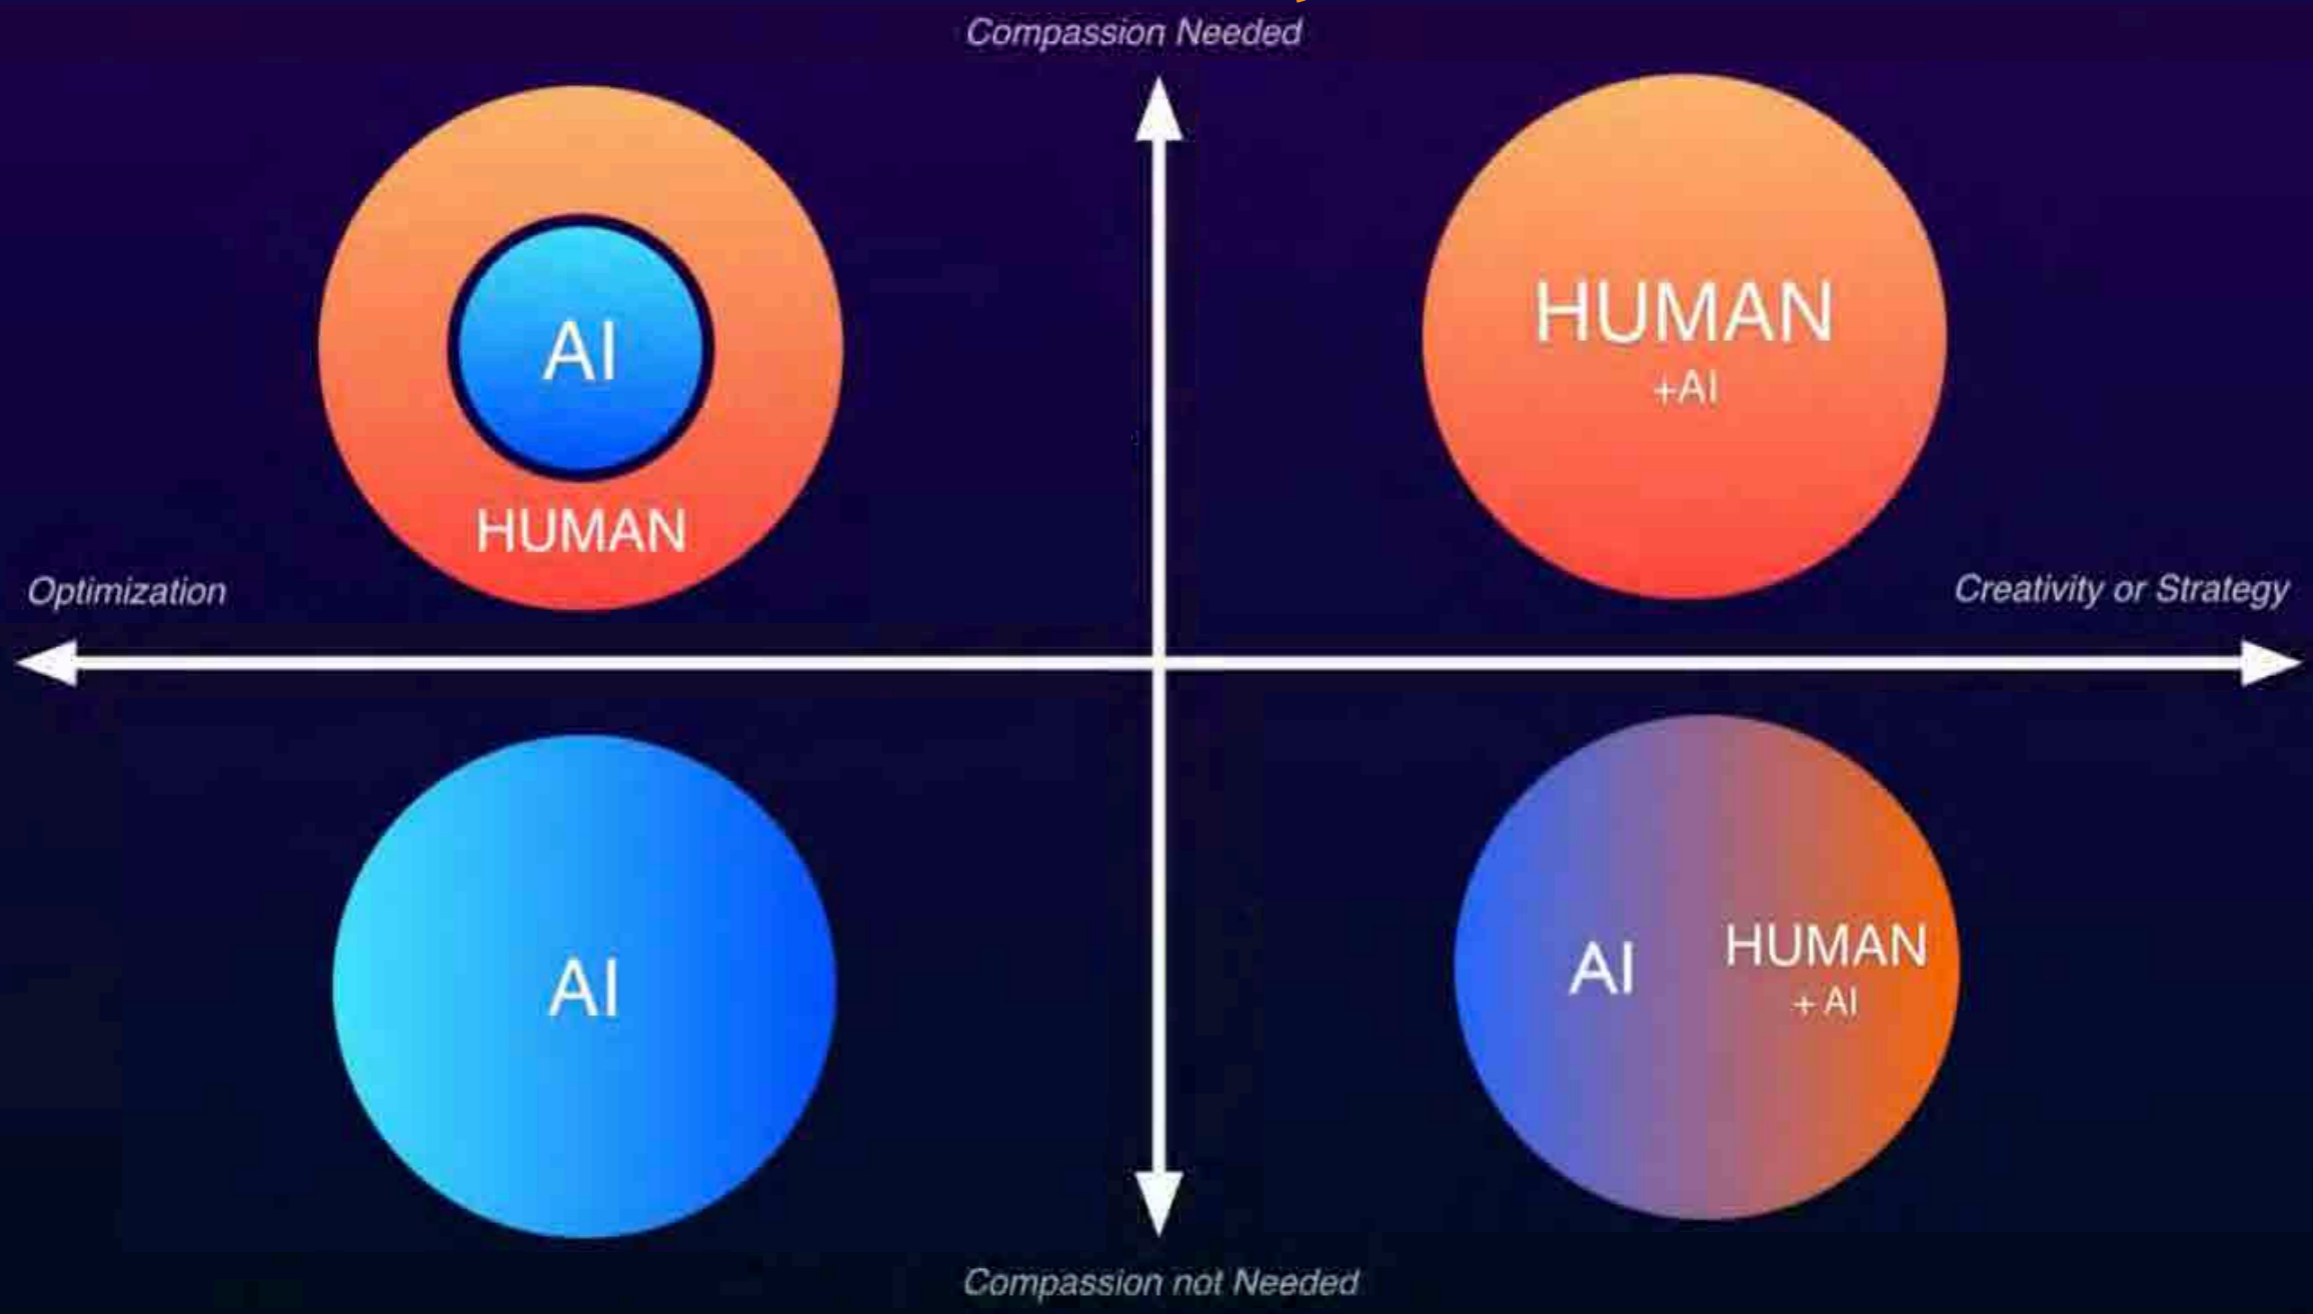 Compassion Needed
AI
HUMAN
HUMAN
+AI
Optimization
Creativity or Strategy
AI
AI
HUMAN
+ AI
Compassion not Needed